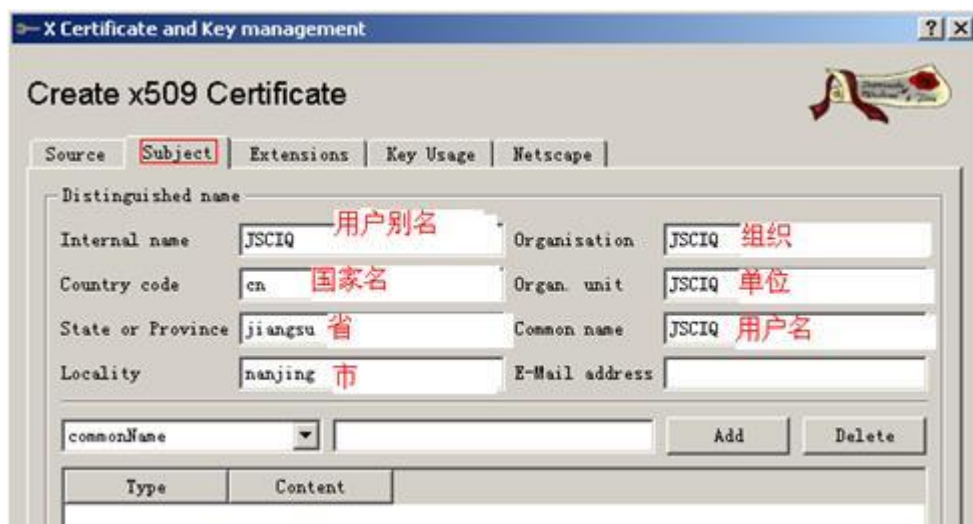 X Certificate and Key management
Create x509 Certificate
Source Subject Extensions Key Usage Netscape
Distinguished name
Internal name JSCIQ 用户别名 Organisation JSCIQ 组织
Country code cn 国家名 Organ. unit JSCIQ 单位
State or Province jiangsu 省 Common name JSCIQ 用户名
Locality nanjing 市 E-Mail address
commonName Add Delete
Type Content